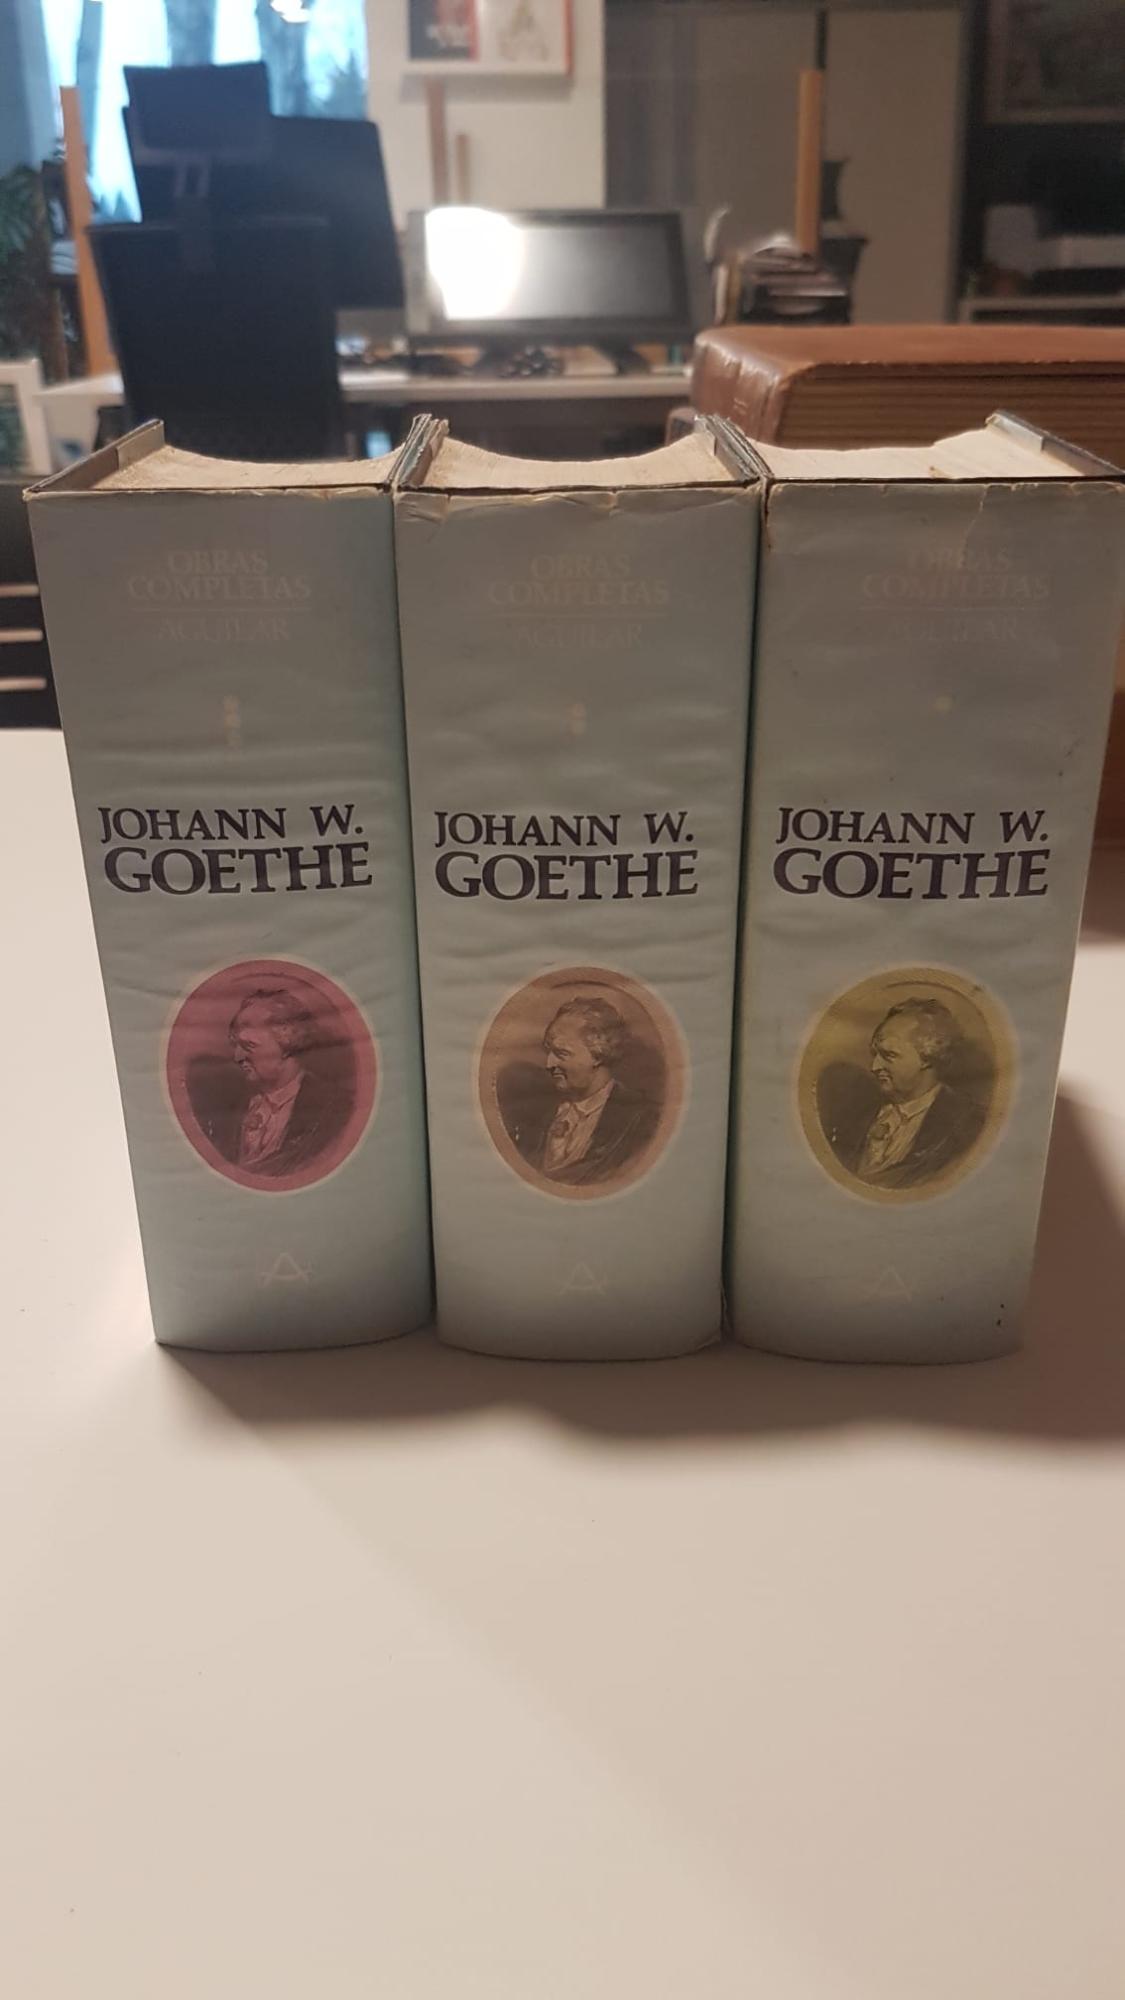 OBRAS
COMPLETAS
AGUILAR
JOHANN W.
GOETHE
OBRAS
COMPLETAS
AGUILAR
JOHANN W.
GOETHE
OBRAS
COMPLETAS
AGUILAR
JOHANN W.
GOETHE